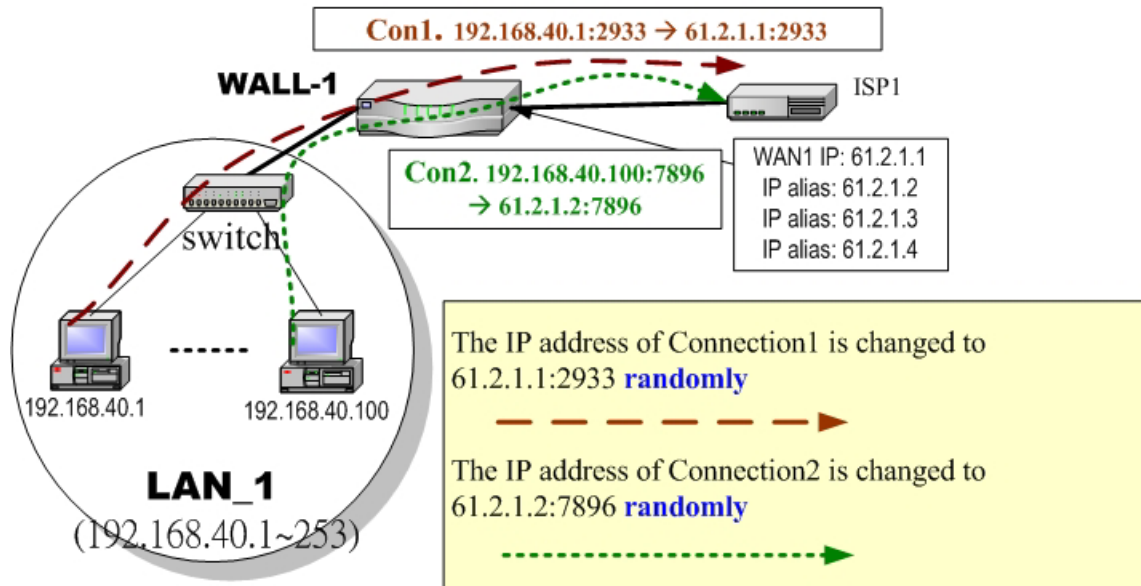 Con1. 192.168.40.1:2933 → 61.2.1.1:2933
WALL-1
ISP1
Con2. 192.168.40.100:7896
→ 61.2.1.2:7896
WAN1 IP: 61.2.1.1
IP alias: 61.2.1.2
IP alias: 61.2.1.3
IP alias: 61.2.1.4
switch
192.168.40.1
192.168.40.100
LAN_1
(192.168.40.1~253)
The IP address of Connection1 is changed to
61.2.1.1:2933 randomly
The IP address of Connection2 is changed to
61.2.1.2:7896 randomly